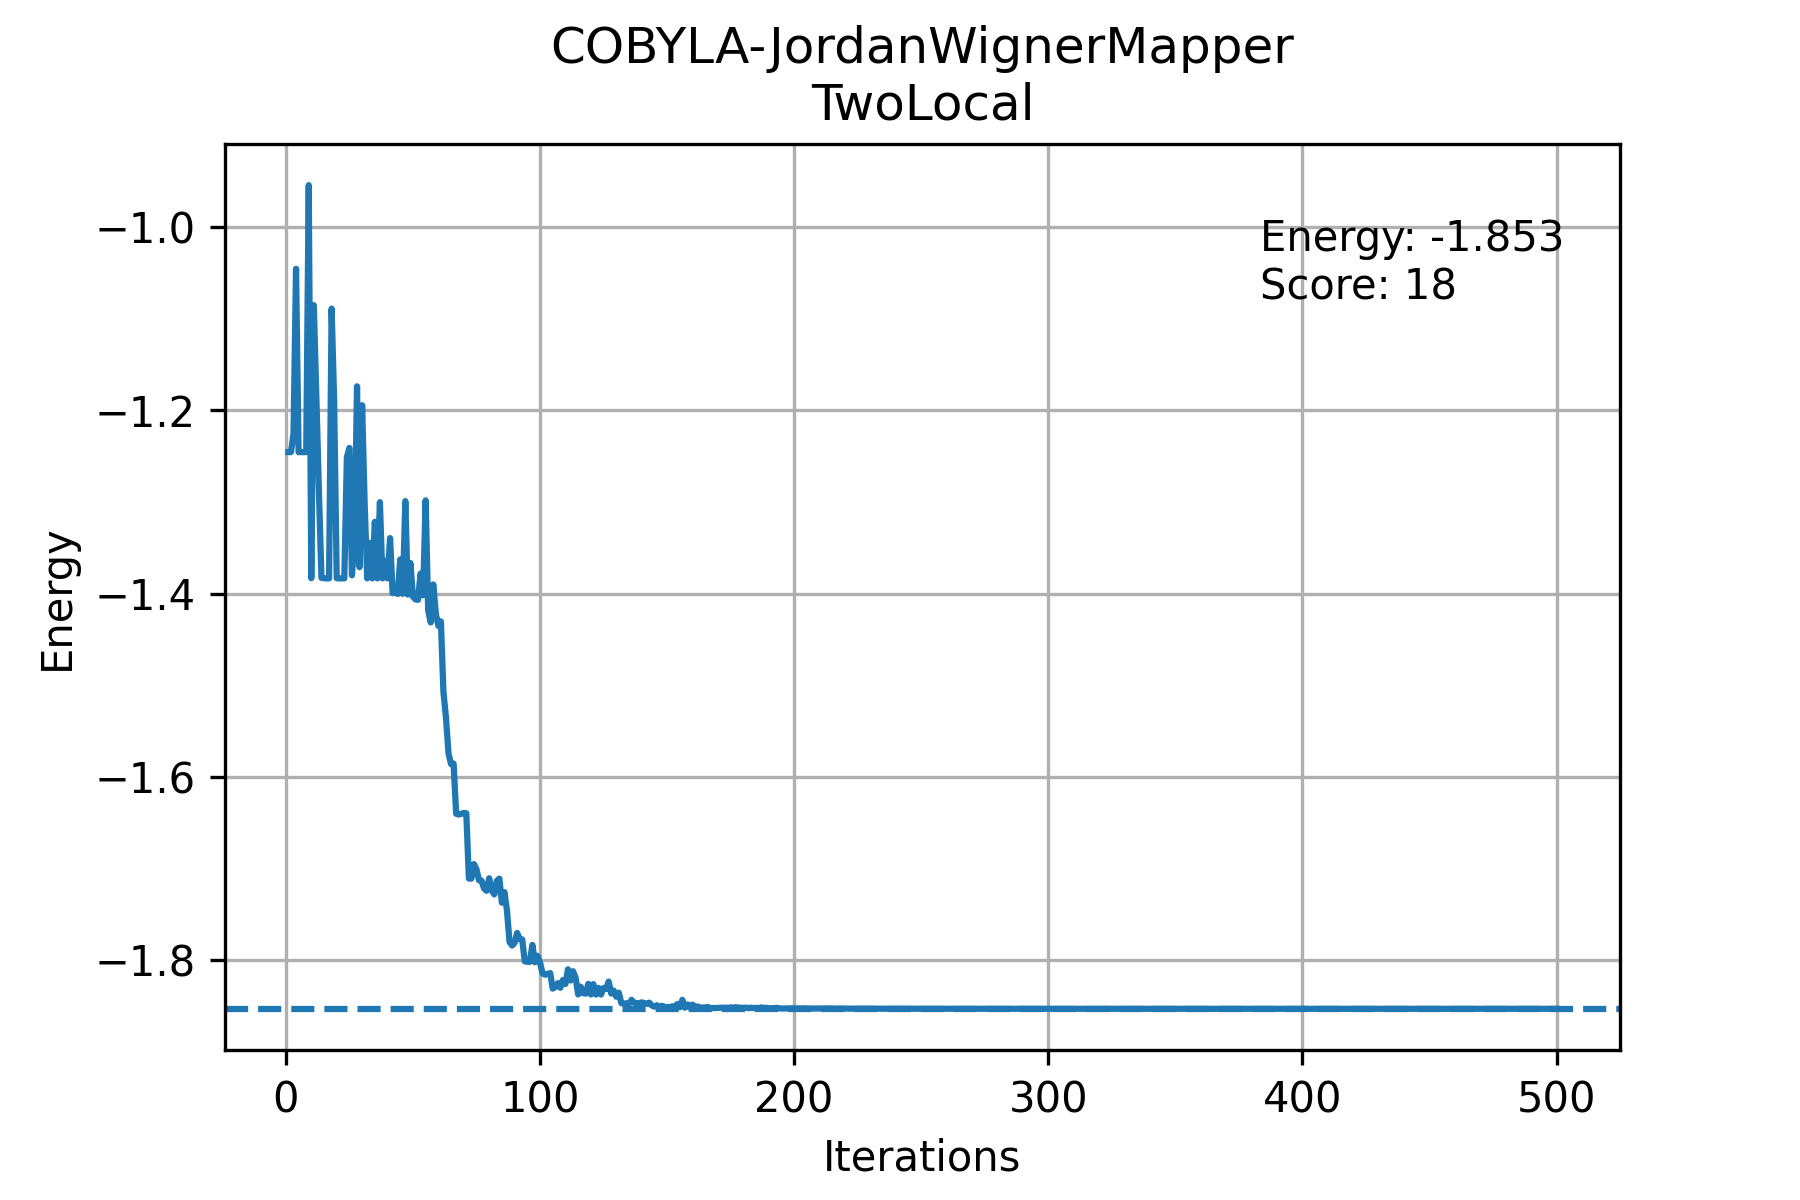 COBYLA-JordanWignerMapper
TwoLocal
Energy: -1.853
Score: 18
Energy
−1.0
−1.2
−1.4
−1.6
−1.8
0 100 200 300 400 500
Iterations